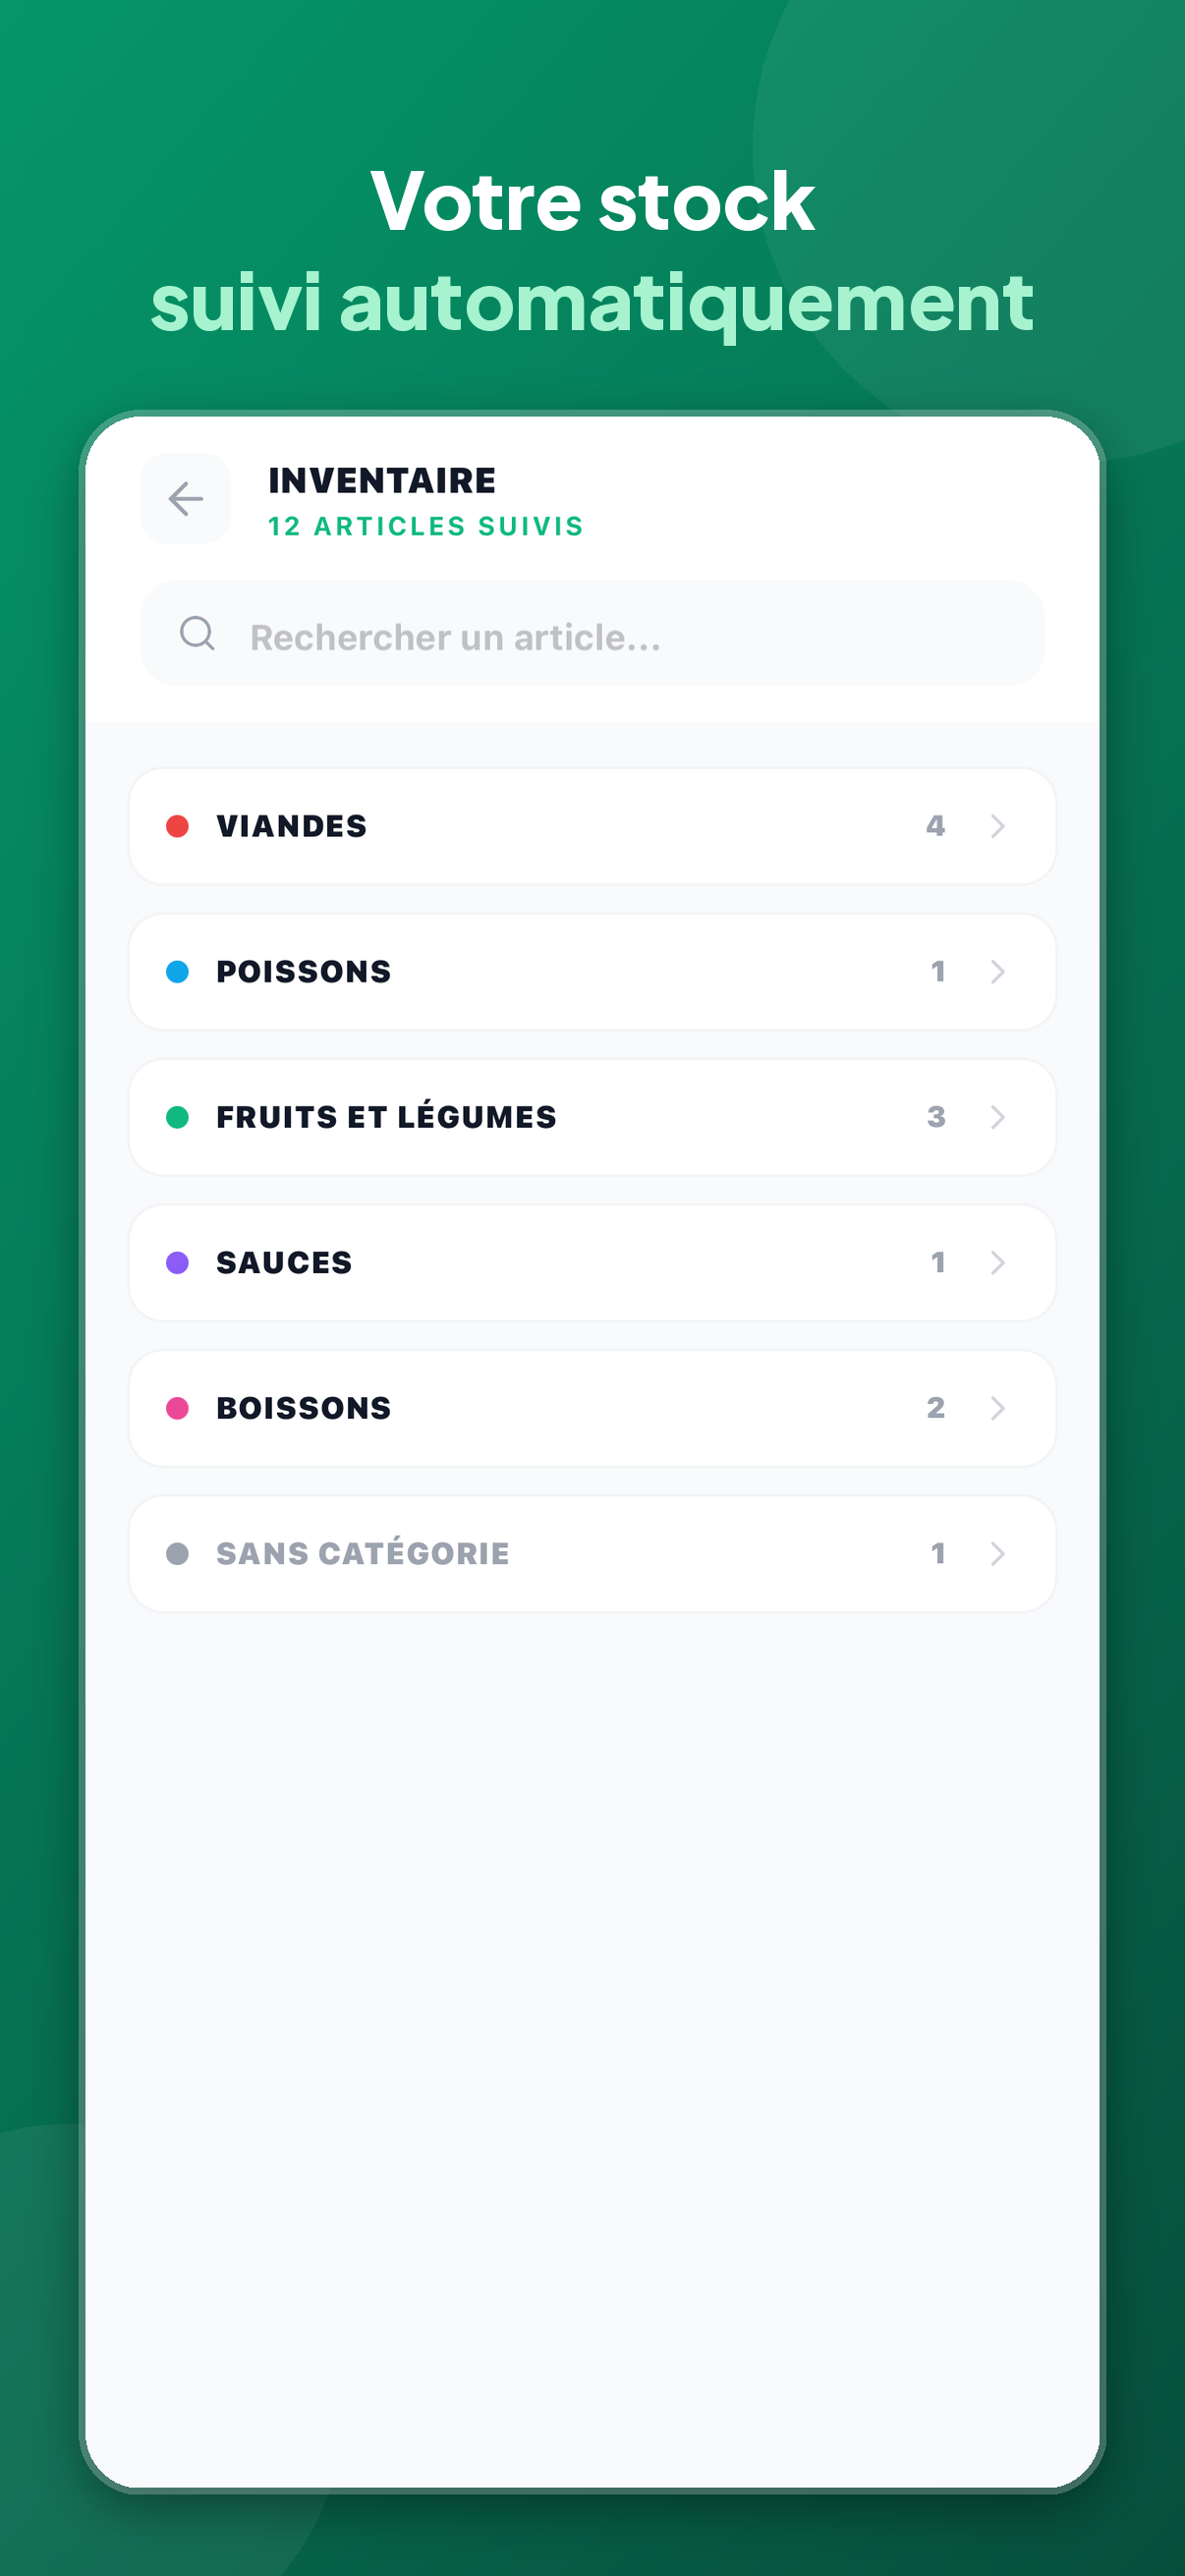 Votre stock
suivi automatiquement
INVENTAIRE
12 ARTICLES SUIVIS
Rechercher un article...
VIANDES 4
POISSONS 1
FRUITS ET LÉGUMES 3
SAUCES 1
BOISSONS 2
SANS CATÉGORIE 1